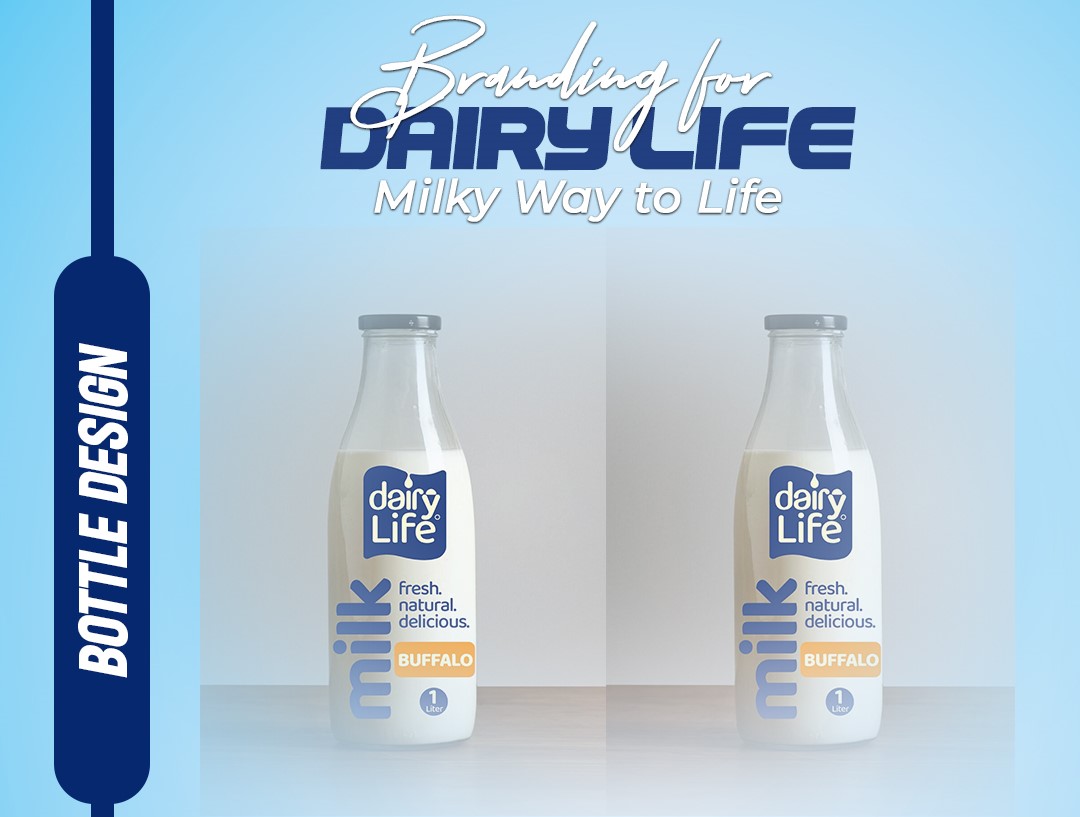 Branding for
DAIRY LIFE
Milky Way to Life
BOTTLE DESIGN
dairy
Life
milk
fresh.
natural.
delicious.
BUFFALO
1
Liter
dairy
Life
milk
fresh.
natural.
delicious.
BUFFALO
1
Liter